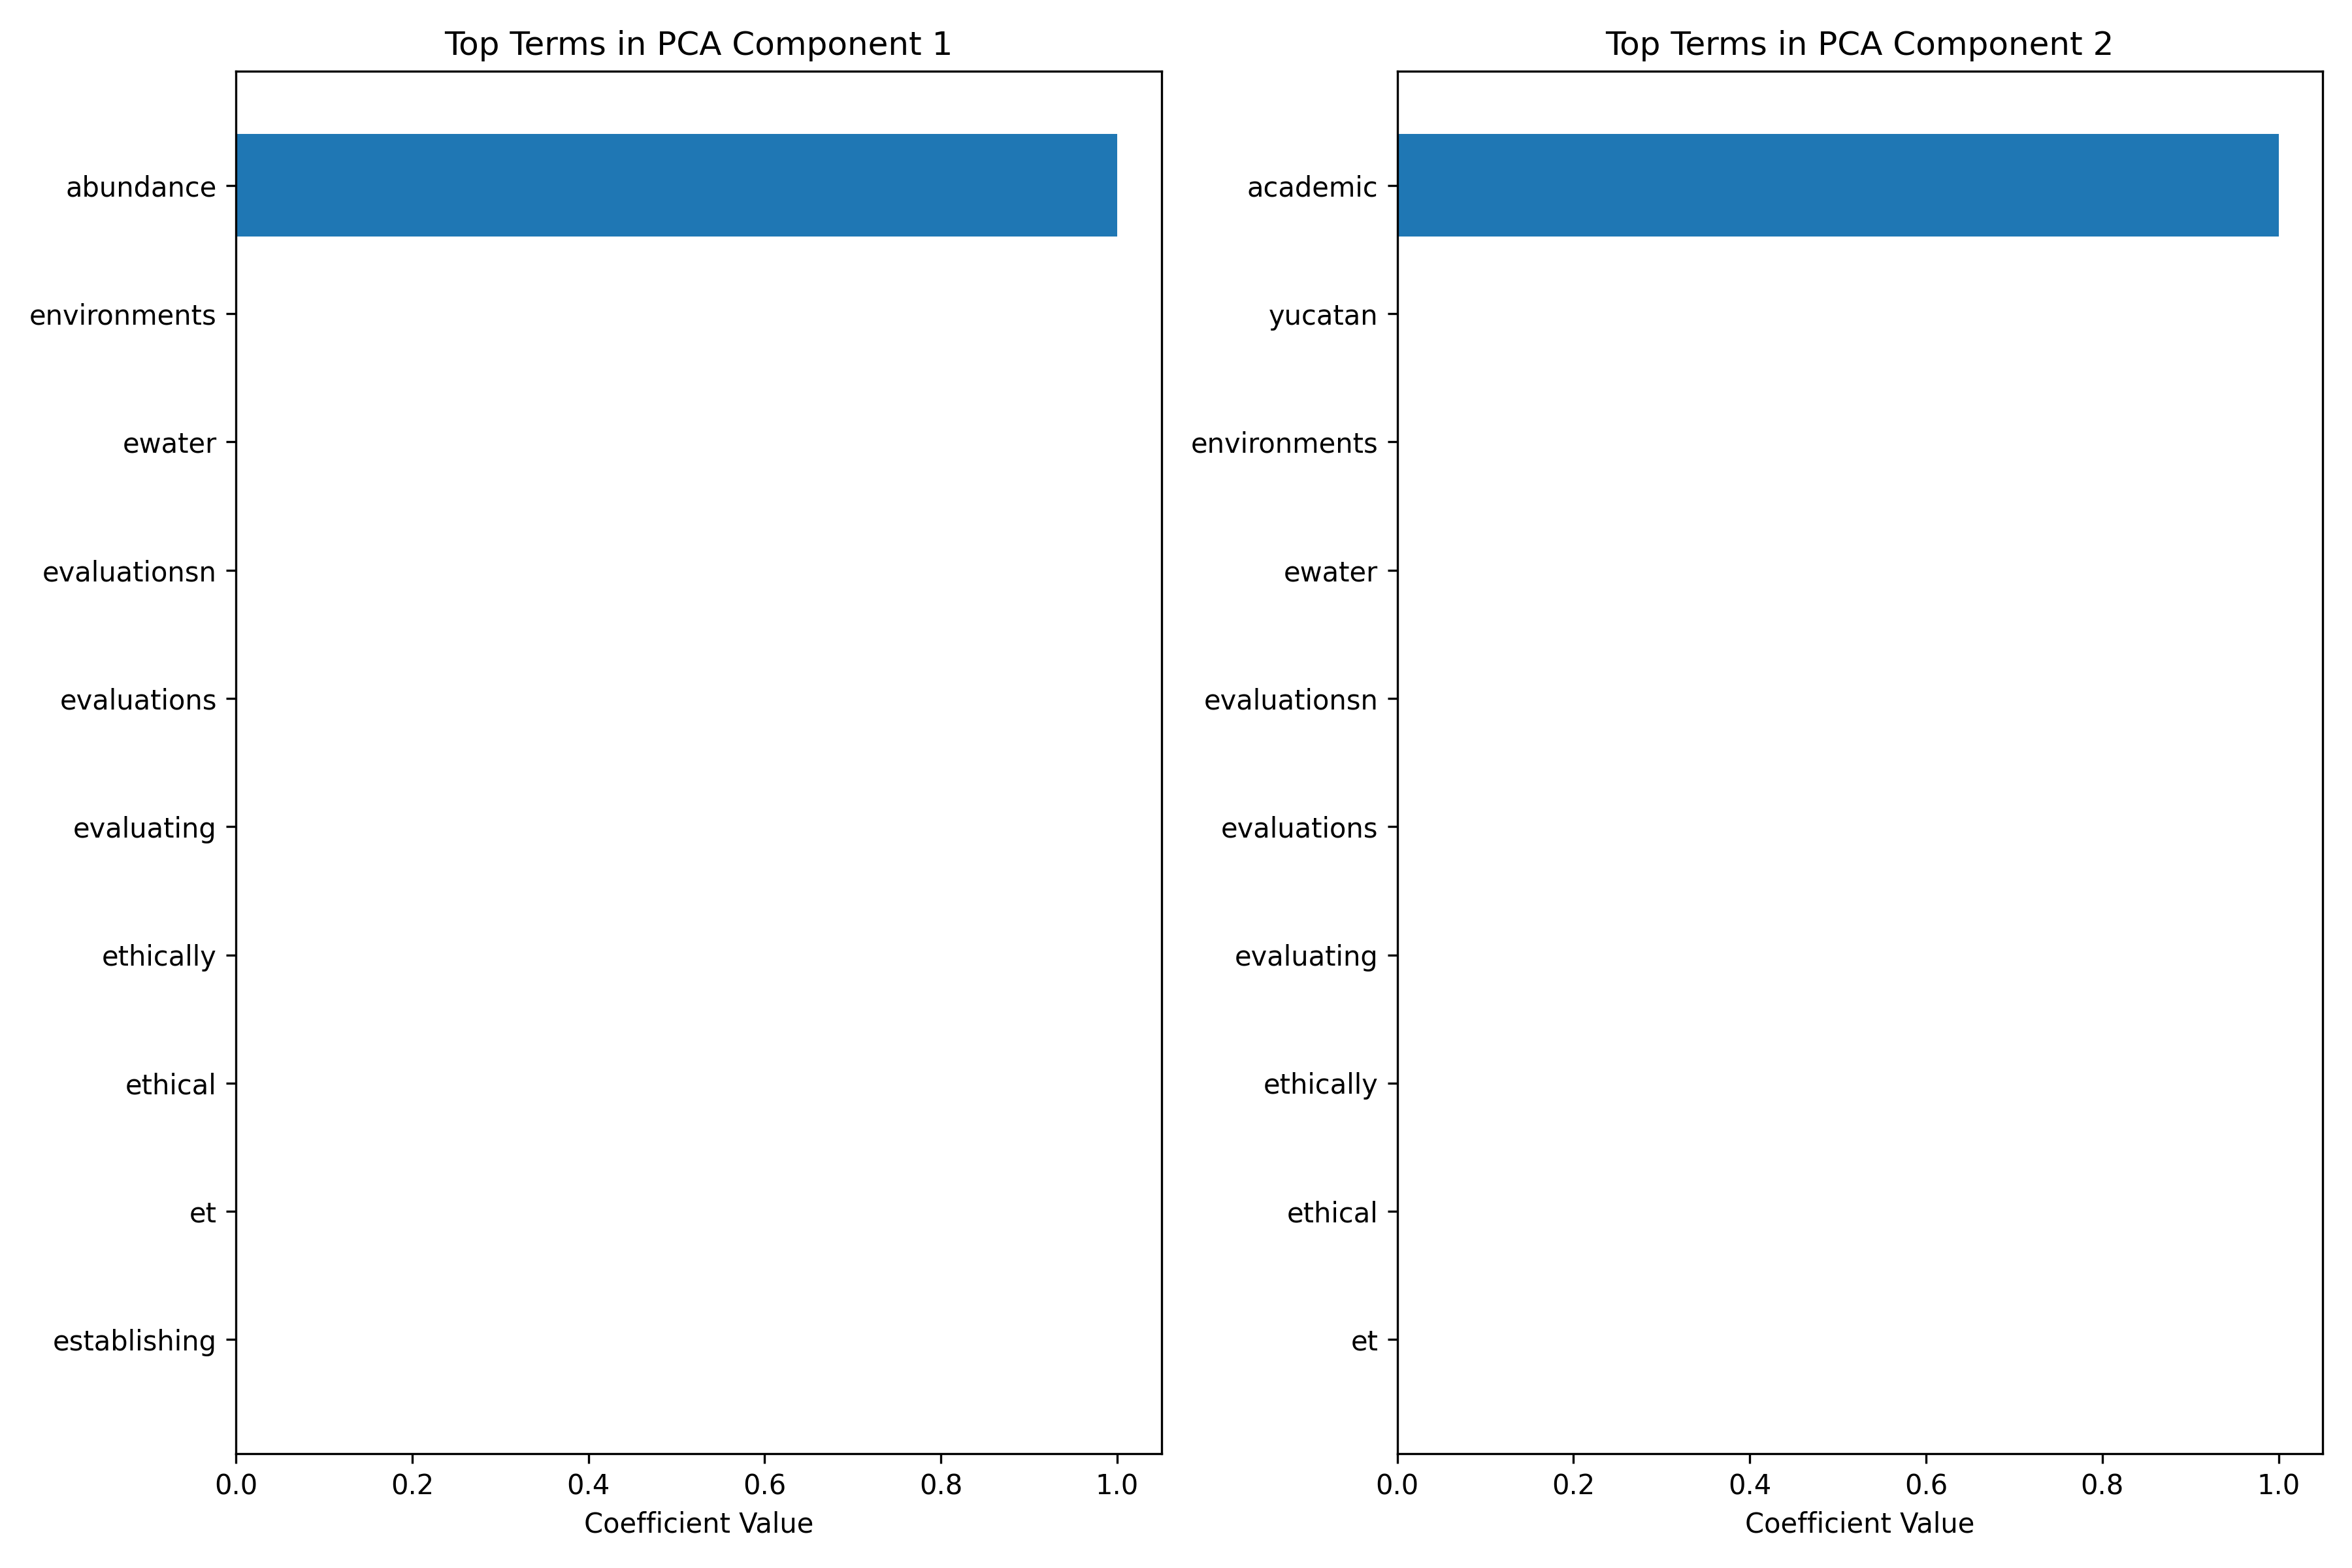 Top Terms in PCA Component 1
abundance
environments
ewater
evaluationsn
evaluations
evaluating
ethically
ethical
et
establishing
0.0 0.2 0.4 0.6 0.8 1.0
Coefficient Value
Top Terms in PCA Component 2
academic
yucatan
environments
ewater
evaluationsn
evaluations
evaluating
ethically
ethical
et
0.0 0.2 0.4 0.6 0.8 1.0
Coefficient Value